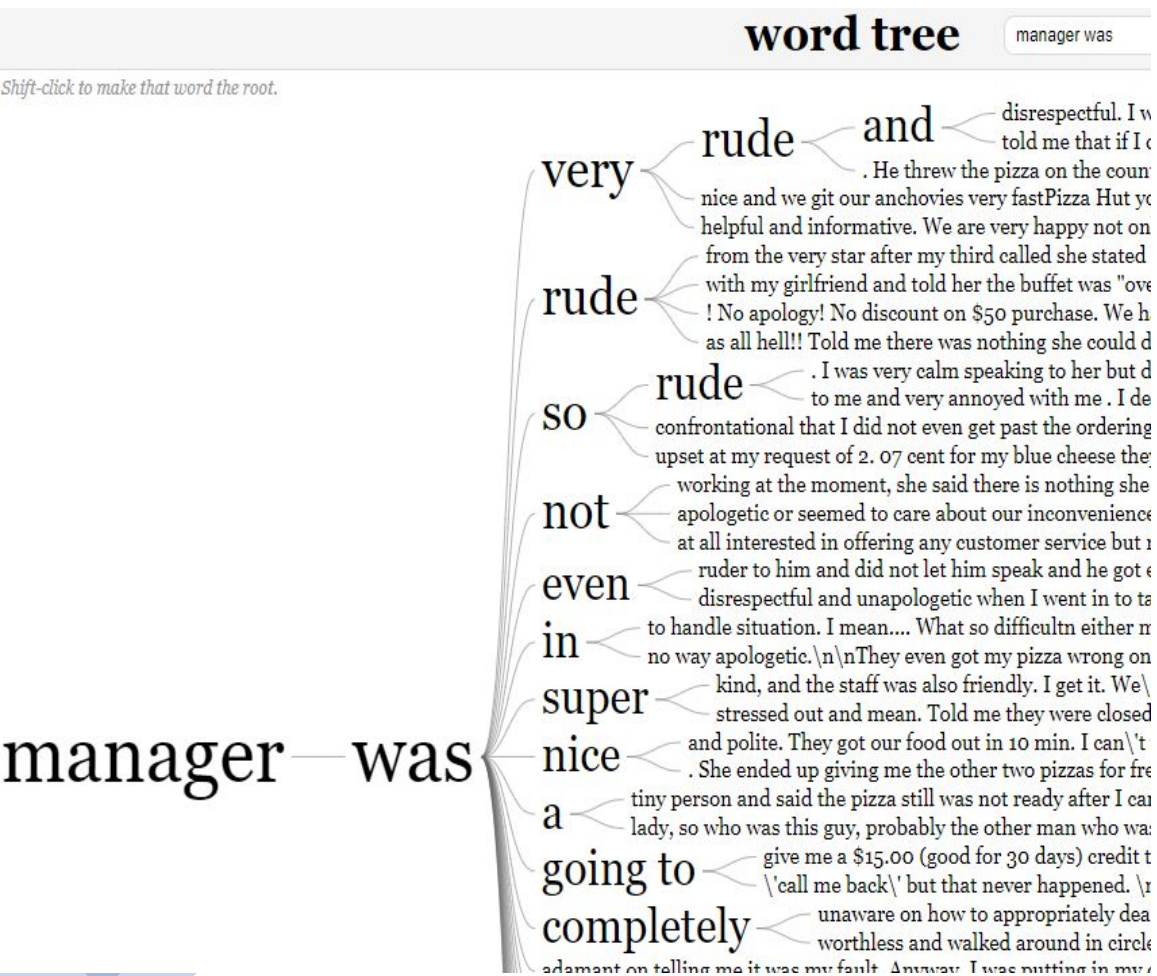 word tree
manager was
Shift-click to make that word the root.
manager was
very
rude
and
disrespectful. I
told me that if I
. He threw the pizza on the
nice and we git our anchovies very fastPizza Hut
helpful and informative. We are very happy not on
rude
from the very star after my third called she stated
with my girlfriend and told her the buffet was
! No apology! No discount on $50 purchase. We
as all hell!! Told me there was nothing she could
so
rude
. I was very calm speaking to her but
to me and very annoyed with me . I
confrontational that I did not even get past the ordering
upset at my request of 2. 07 cent for my blue cheese
not
working at the moment, she said there is nothing she
apologetic or seemed to care about our inconvenience
at all interested in offering any customer service but
even
ruder to him and did not let him speak and he got
disrespectful and unapologetic when I went in to
in
to handle situation. I mean.... What so difficultn either
no way apologetic.\n\nThey even got my pizza wrong on
super
kind, and the staff was also friendly. I get it. We\
stressed out and mean. Told me they were closed
nice
and polite. They got our food out in 10 min. I can\'t
. She ended up giving me the other two pizzas for
a
tiny person and said the pizza still was not ready after I
lady, so who was this guy, probably the other man who
going to
give me a $15.00 (good for 30 days) credit
\'call me back\' but that never happened.
completely
unaware on how to appropriately
worthless and walked around in
adamant on telling me it was my fault. Anyway, I was putting in my